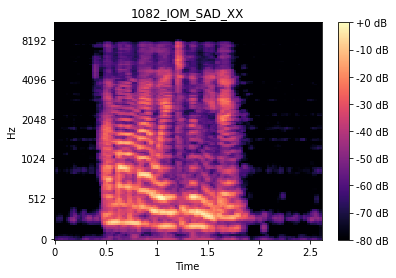 1082_IOM_SAD_XX
+0 dB
8192
-10 dB
4096
-20 dB
-30 dB
2048
Hz
-40 dB
1024
-50 dB
512
-60 dB
-70 dB
0
-80 dB
0 0.5 1 1.5 2 2.5
Time